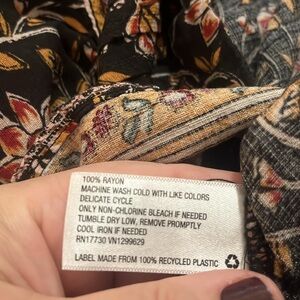 100% RAYON
MACHINE WASH COLD WITH LIKE COLORS
DELICATE CYCLE
ONLY NON-CHLORINE BLEACH IF NEEDED
TUMBLE DRY LOW, REMOVE PROMPTLY
COOL IRON IF NEEDED
RN17730 VN1299629
LABEL MADE FROM 100% RECYCLED PLASTIC